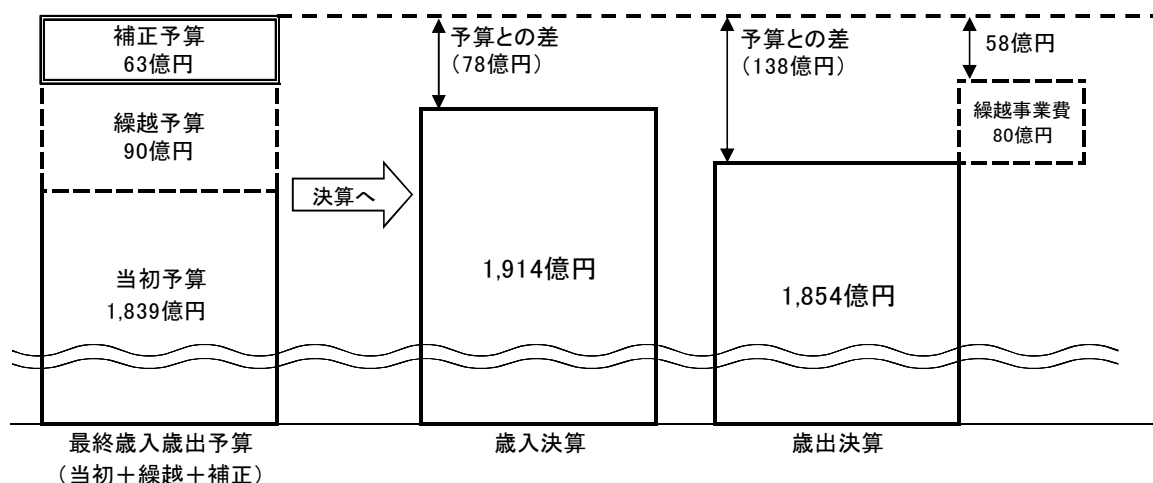 補正予算
63億円
繰越予算
90億円
当初予算
1,839億円
最終歳入歳出予算
(当初+繰越+補正)
決算へ
予算との差
(78億円)
1,914億円
歳入決算
予算との差
(138億円)
1,854億円
歳出決算
58億円
繰越事業費
80億円